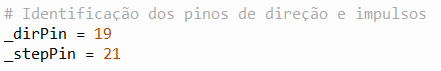 # Identificação dos pinos de direção e impulsos
_dirPin = 19
_stepPin = 21